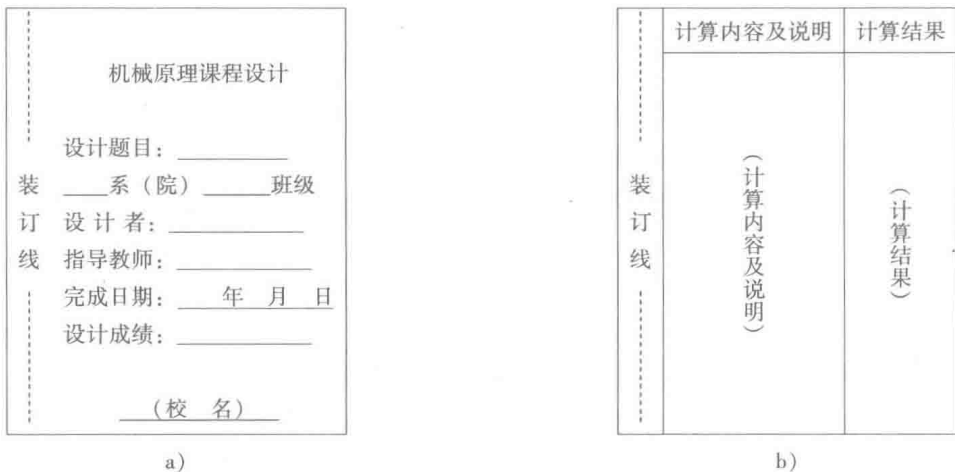 机械原理课程设计
设计题目：
装 系（院） 班级
订 设 计 者：
线 指导教师：
完成日期： 年 月 日
设计成绩：
（校 名）
a）
计算内容及说明 计算结果
装订线
（计算内容及说明）
（计算结果）
b）